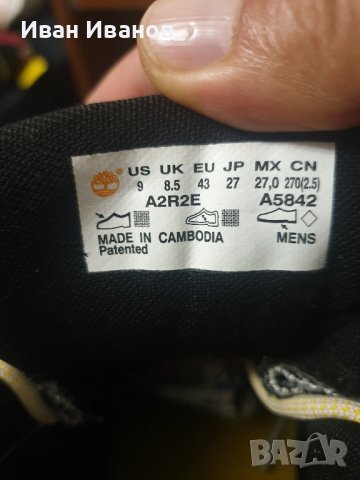 Иван Иванов
US UK EU JP MX CN
9 8.5 43 27 27,0 270(2.5)
A2R2E A5842
MADE IN CAMBODIA MENS
Patented
BAZAR